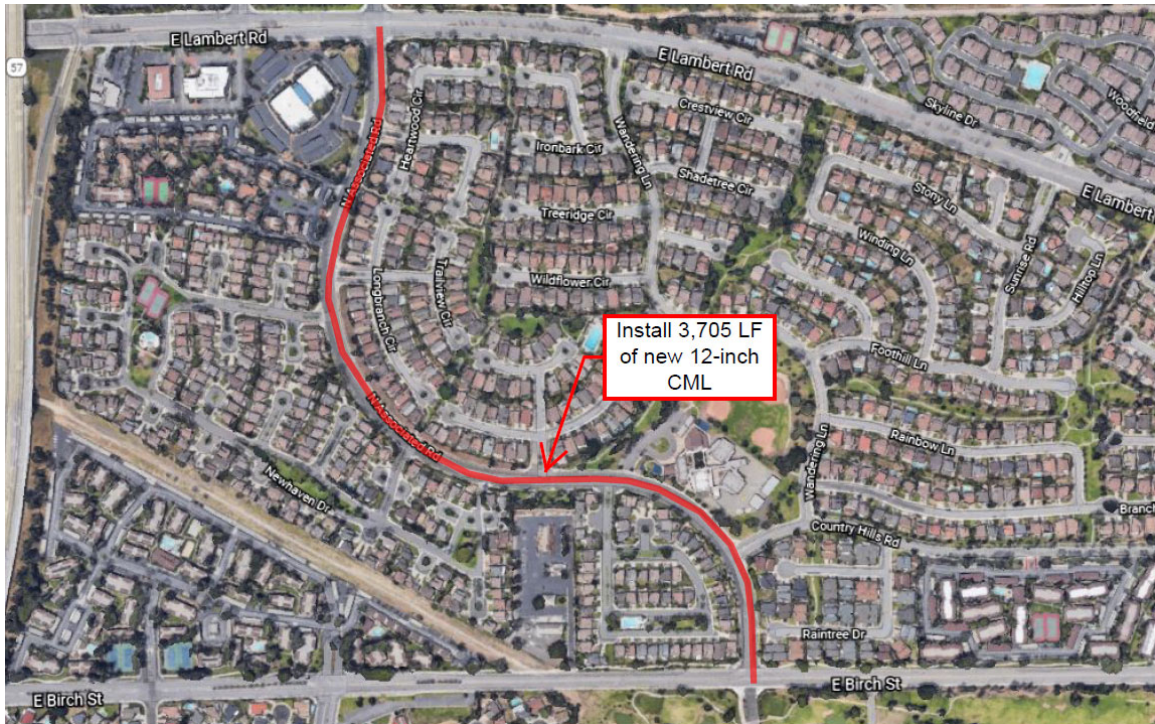 E Lambert Rd
57
E Lambert Rd
Skyline Dr
Woodfield
E Lambert
N Associated Rd
Heartwood Cir
Ironbark Cir
Wandering Ln
Crestview Cir
Shadetree Cir
Treeridge Cir
Wildflower Cir
Trailview Cir
Longbranch Cir
Stony Ln
Winding Ln
Sunrise Rd
Hilltop Ln
Install 3,705 LF
of new 12-inch
CML
Foothill Ln
Rainbow Ln
Wandering Ln
N Associated Rd
Newhaven Dr
Branch
Country Hills Rd
Raintree Dr
E Birch St
E Birch St